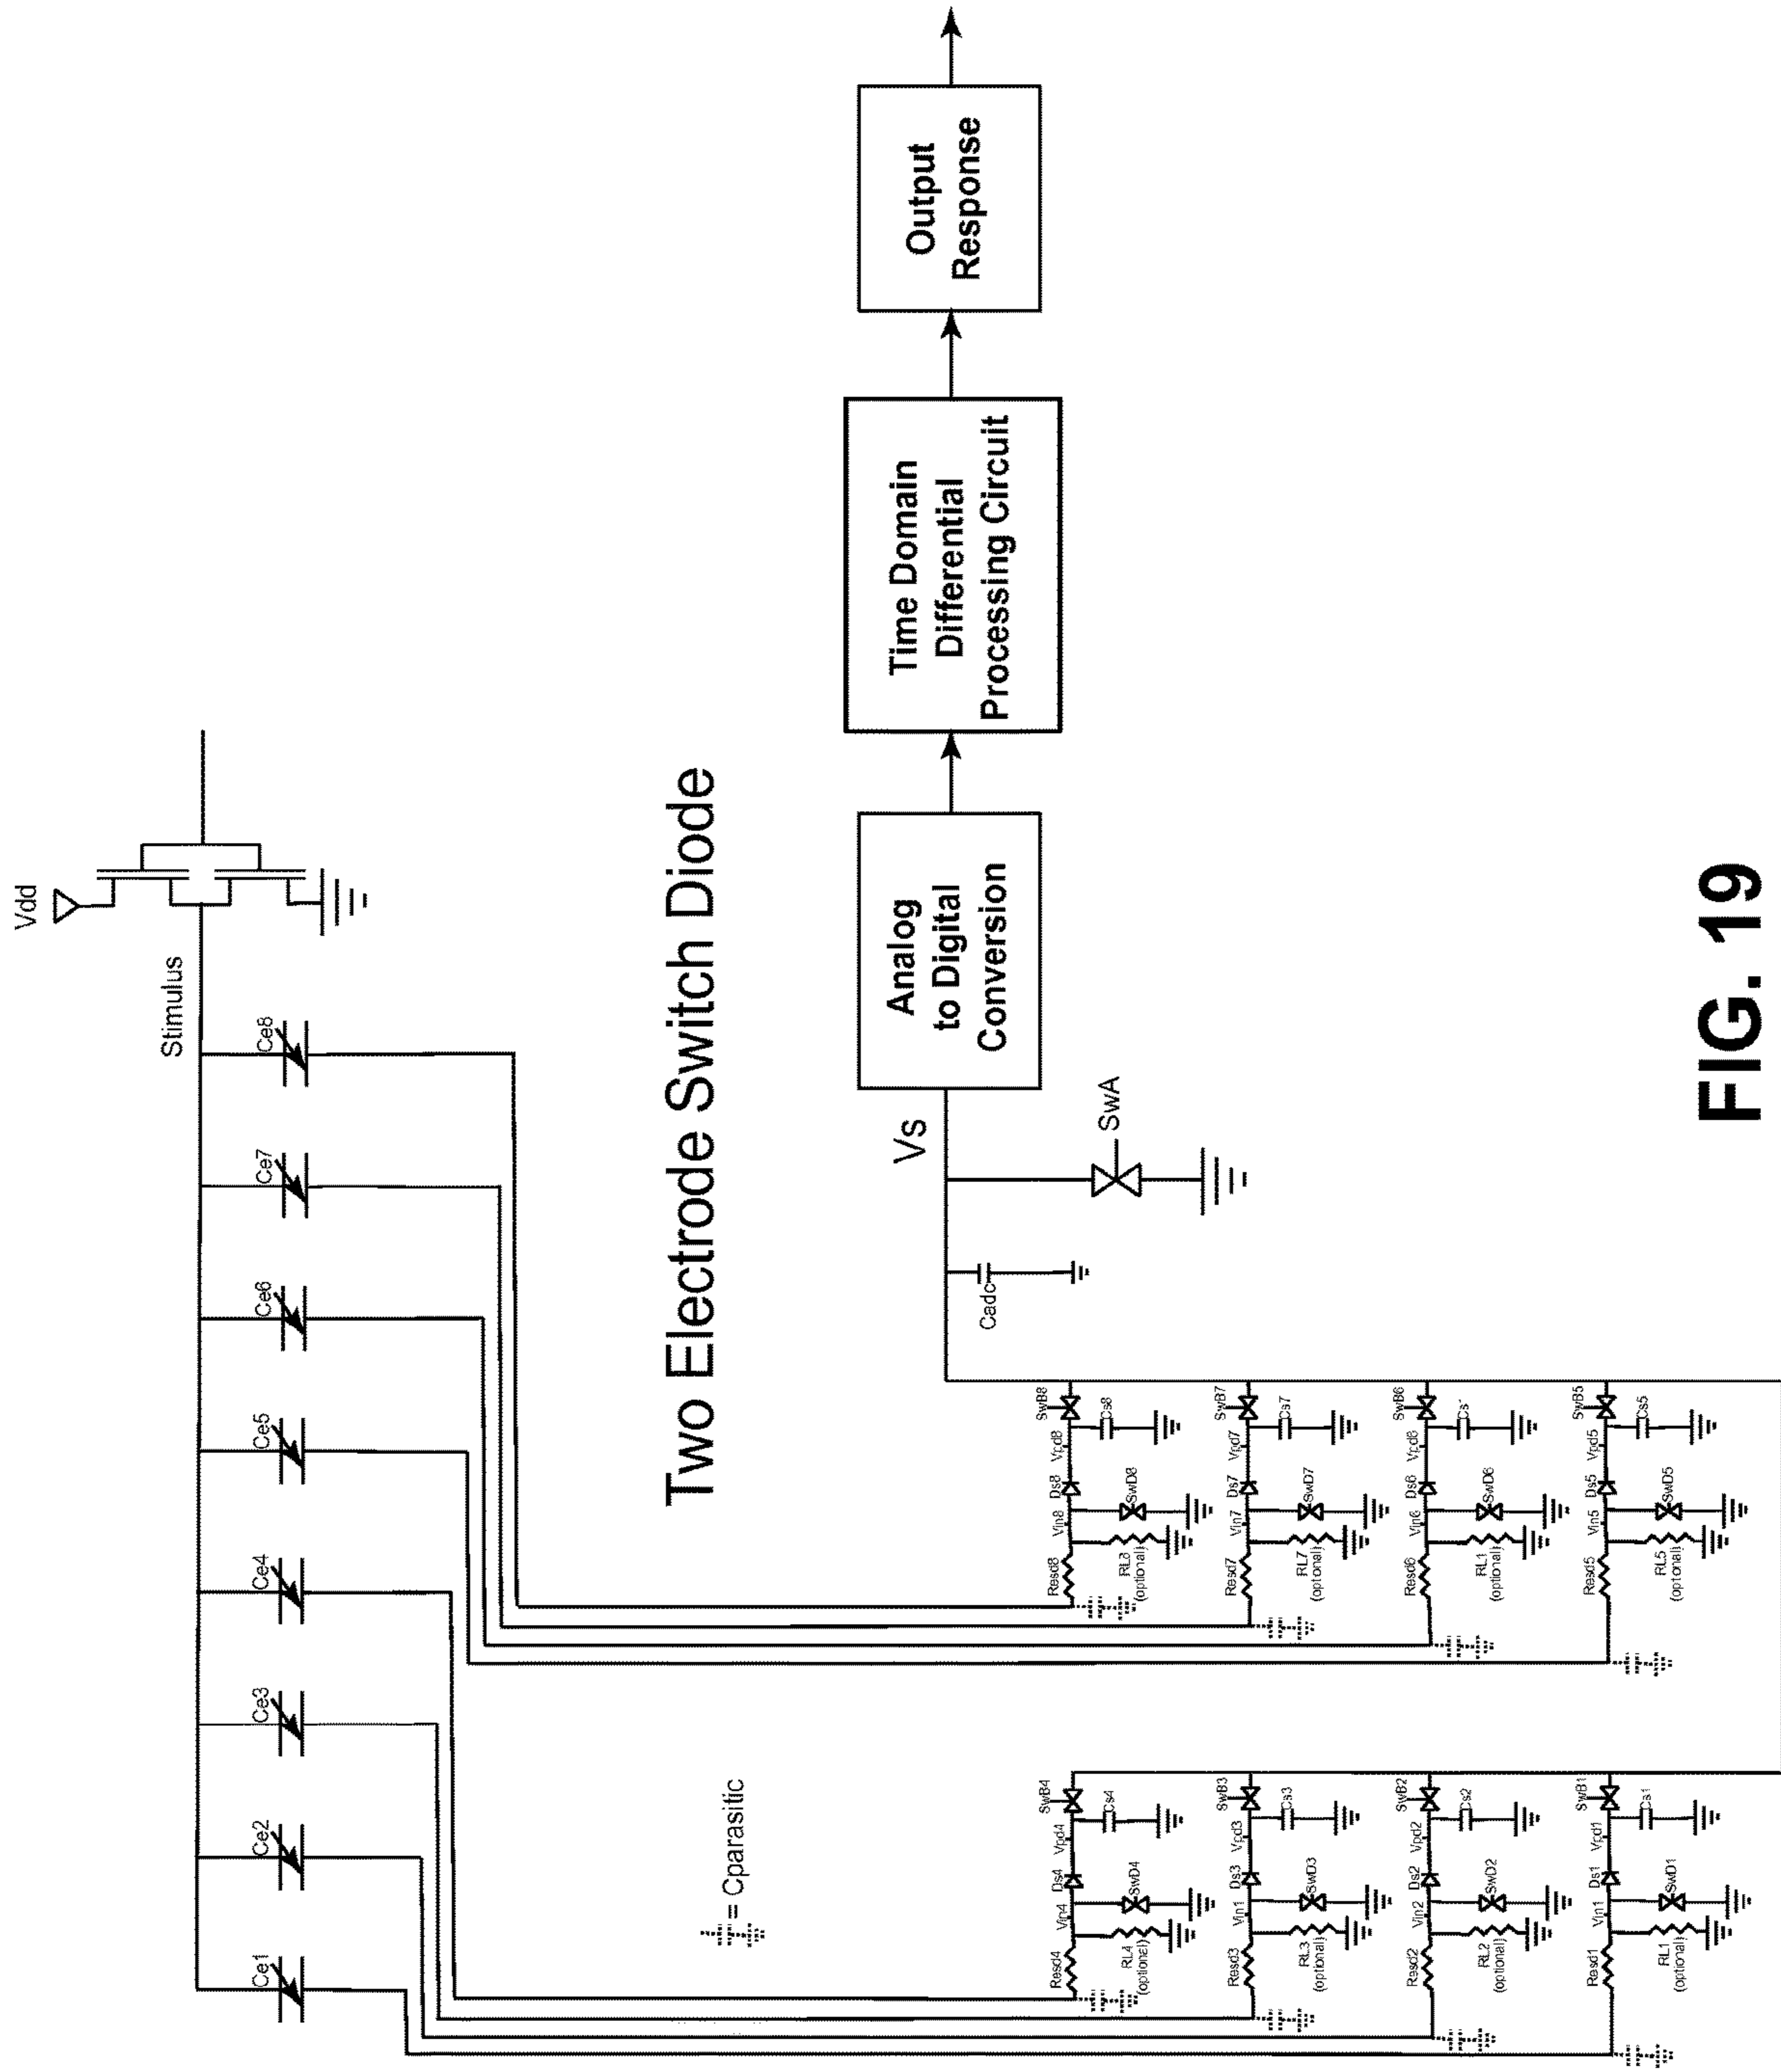 Vdd
Stimulus
Ce1
Ce2
Ce3
Ce4
Ce5
Ce6
Ce7
Ce8
Two Electrode Switch Diode
= Cparasitic
Vs
SwA
Cadc
Analog
to Digital
Conversion
Time Domain
Differential
Processing Circuit
Output
Response
Resd4
Vin4
Ds4
Vpd4
SwB4
Cs4
SwD4
RL4
(optional)
Resd3
Vin1
Ds3
Vpd3
SwB3
Cs3
SwD3
RL3
(optional)
Resd2
Vin2
Ds2
Vpd2
SwB2
Cs2
SwD2
RL2
(optional)
Resd1
Vin1
Ds1
Vpd1
SwB1
Cs1
SwD1
RL1
(optional)
Resd8
Vin8
Ds8
Vpd8
SwB8
Cs8
SwD8
(optional)
Resd7
Vin7
Ds7
Vpd7
SwB7
Cs7
SwD7
RL7
(optional)
Resd6
Vin6
Ds6
Vpd6
SwB6
SwD6
RL1
(optional)
Resd5
Vin5
Ds5
Vpd5
SwB5
Cs5
SwD5
RL5
(optional)
FIG. 19